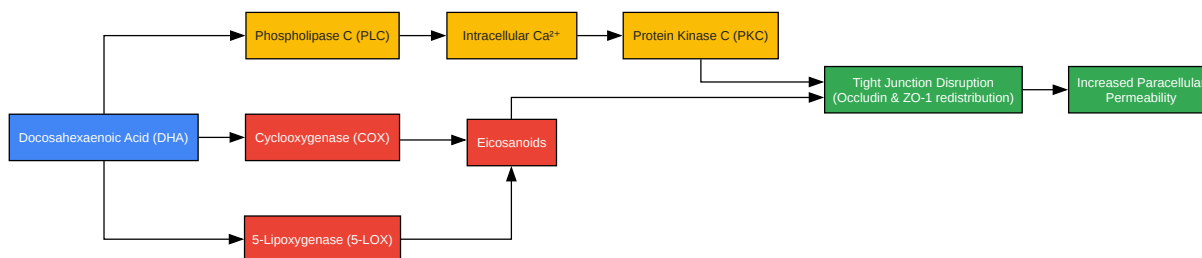 Phospholipase C (PLC)
Intracellular Ca²⁺
Protein Kinase C (PKC)
Tight Junction Disruption
(Occludin & ZO-1 redistribution)
Increased Paracellular
Permeability
Docosahexaenoic Acid (DHA)
Cyclooxygenase (COX)
Eicosanoids
5-Lipoxygenase (5-LOX)